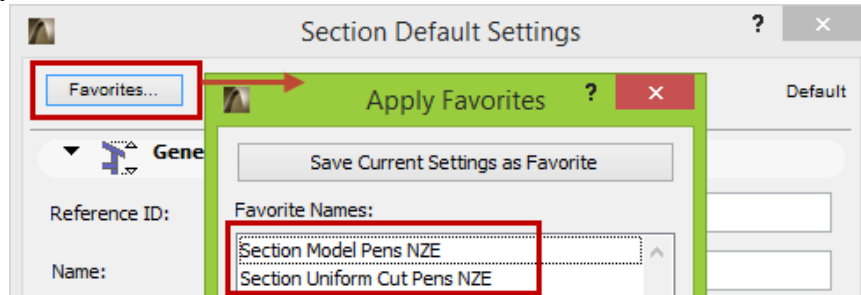 Section Default Settings ? ×
Favorites... Default
Apply Favorites ? ×
Gene
Save Current Settings as Favorite
Reference ID: Favorite Names:
Section Model Pens NZE
Name: Section Uniform Cut Pens NZE